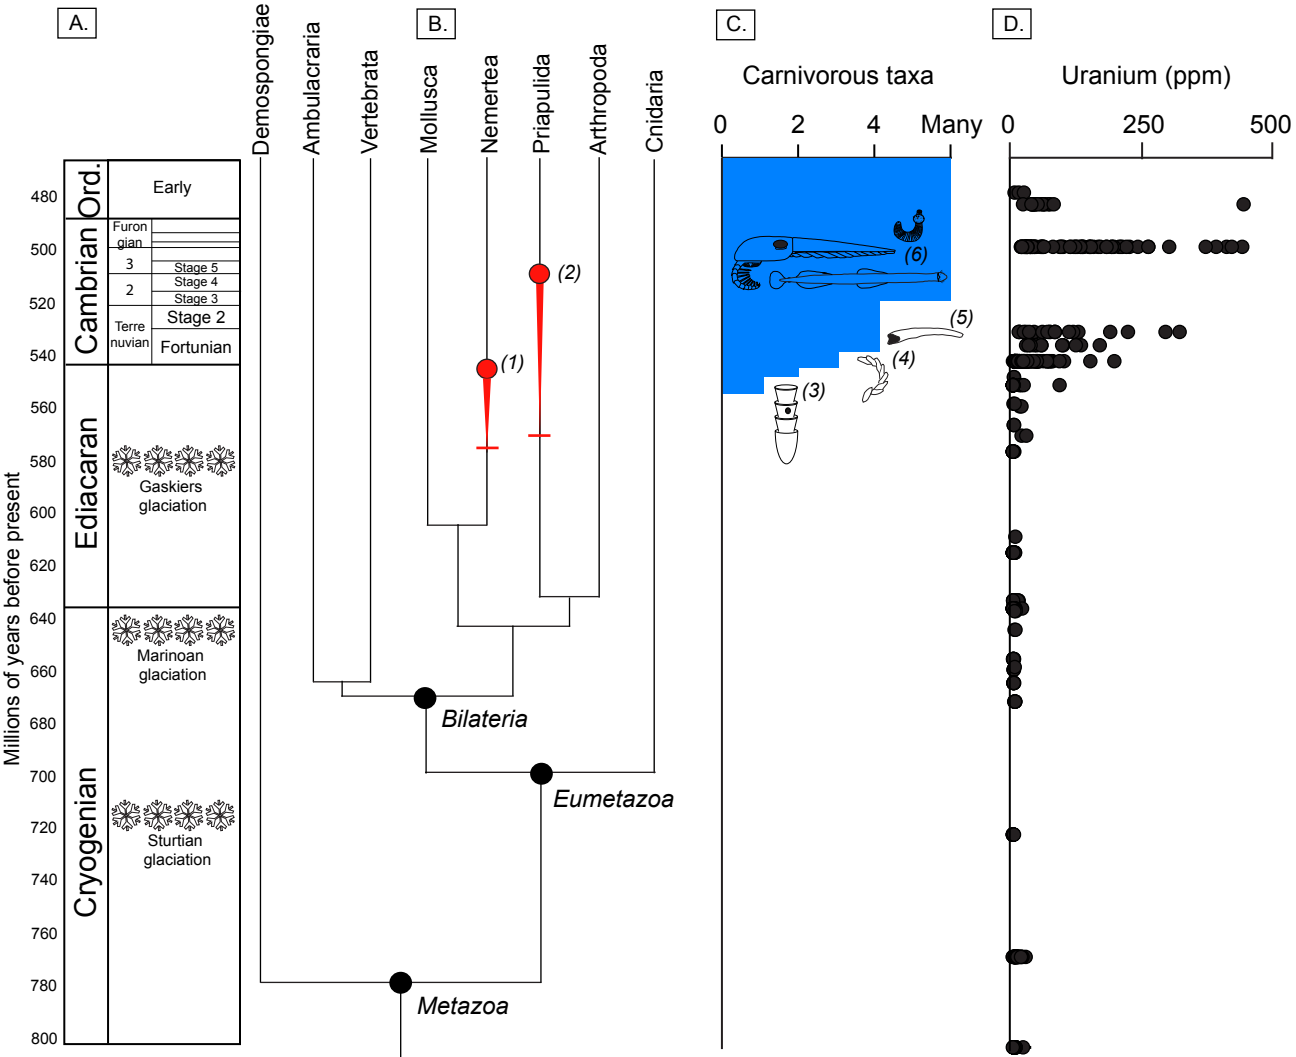 A.
B.
C.
D.
Demospongiae
Ambulacraria
Vertebrata
Mollusca
Nemertea
Priapulida
Arthropoda
Cnidaria
Carnivorous taxa
0 2 4 Many
Uranium (ppm)
0 250 500
Millions of years before present
480
500
520
540
560
580
600
620
640
660
680
700
720
740
760
780
800
Ord.
Cambrian
Ediacaran
Cryogenian
Early
Furon
gian
3
Stage 5
Stage 4
2
Stage 3
Terre
nuvian
Stage 2
Fortunian
Gaskiers
glaciation
Marinoan
glaciation
Sturtian
glaciation
(1)
(2)
Bilateria
Eumetazoa
Metazoa
(3)
(4)
(5)
(6)